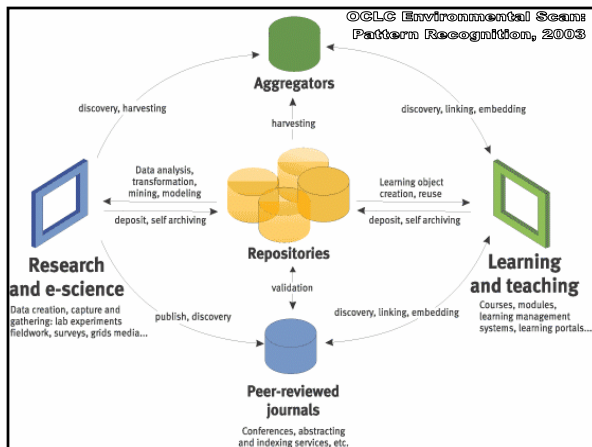 OCLC Environmental Scan:
Pattern Recognition, 2003
Aggregators
discovery, harvesting
discovery, linking, embedding
harvesting
Data analysis,
transformation,
mining, modeling
Learning object
creation, reuse
deposit, self archiving
deposit, self archiving
Repositories
Research
and e-science
Data creation, capture and
gathering: lab experiments
fieldwork, surveys, grids media...
Learning
and teaching
Courses, modules,
learning management
systems, learning portals...
validation
publish, discovery
discovery, linking, embedding
Peer-reviewed
journals
Conferences, abstracting
and indexing services, etc.